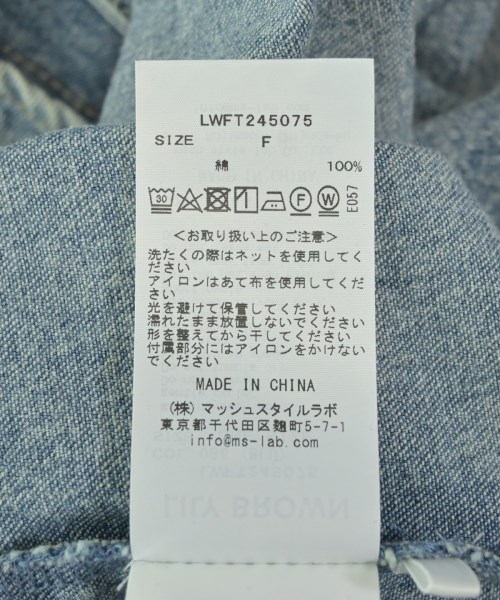 LWFT245075
SIZE F
綿 100%
30 F W E057
＜お取り扱い上のご注意＞
洗たくの際はネットを使用してく
ださい
アイロンはあて布を使用してくだ
さい
光を避けて保管してください
濡れたまま放置しないでください
形を整えてから干してください
付属部分にはアイロンをかけない
でください
MADE IN CHINA
(株) マッシュスタイルラボ
東京都千代田区麹町5-7-1
info@ms-lab.com
LWFT245075
LILY BROWN